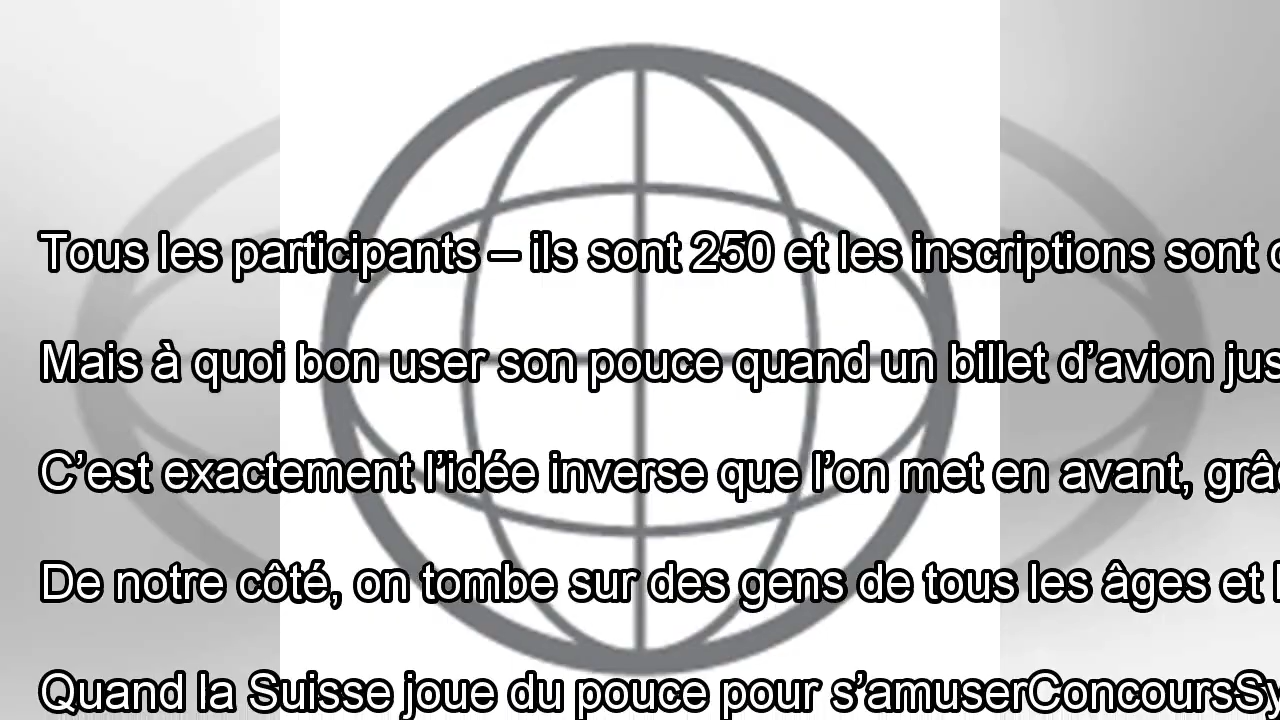 Tous les participants – ils sont 250 et les inscriptions sont
Mais à quoi bon user son pouce quand un billet d’avion
C’est exactement l’idée inverse que l’on met en avant,
De notre côté, on tombe sur des gens de tous les âges et
Quand la Suisse joue du pouce pour